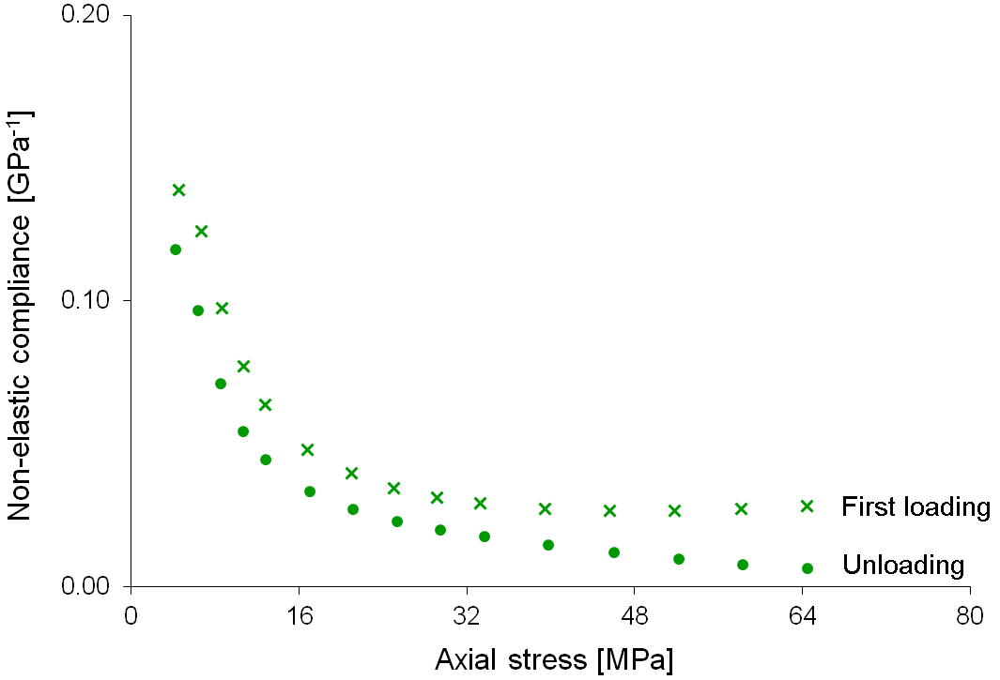 0.20
0.10
0.00
Non-elastic compliance [GPa-1]
First loading
Unloading
0
16
32
48
64
80
Axial stress [MPa]